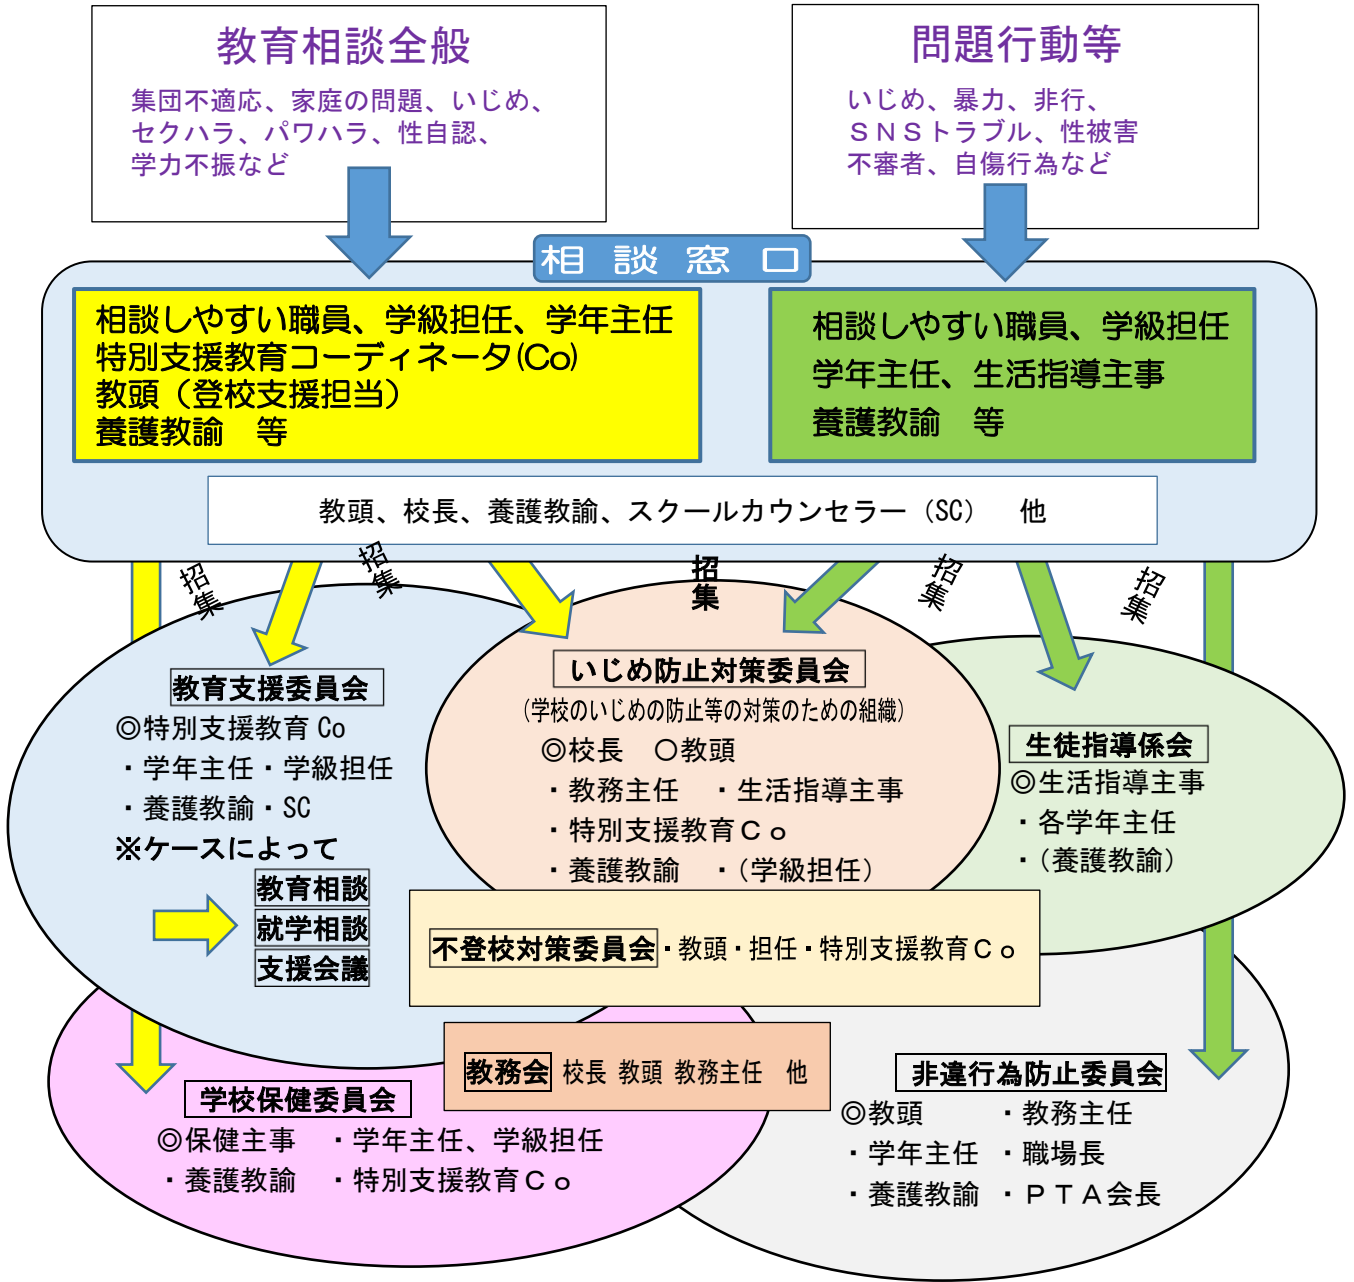 教育相談全般
集団不適応、家庭の問題、いじめ、
セクハラ、パワハラ、性自認、
学力不振など
問題行動等
いじめ、暴力、非行、
ＳＮＳトラブル、性被害
不審者、自傷行為など
相談窓口
相談しやすい職員、学級担任、学年主任
特別支援教育コーディネータ(Co)
教頭（登校支援担当）
養護教諭　等
相談しやすい職員、学級担任
学年主任、生活指導主事
養護教諭　等
教頭、校長、養護教諭、スクールカウンセラー（SC）　他
招集
招集
招集
招集
招集
教育支援委員会
◎特別支援教育 Co
・学年主任・学級担任
・養護教諭・SC
※ケースによって
教育相談
就学相談
支援会議
いじめ防止対策委員会
（学校のいじめの防止等の対策のための組織）
◎校長　〇教頭
・教務主任　・生活指導主事
・特別支援教育Ｃｏ
・養護教諭　・（学級担任）
生徒指導係会
◎生活指導主事
・各学年主任
・（養護教諭）
不登校対策委員会・教頭・担任・特別支援教育Ｃｏ
教務会 校長 教頭 教務主任　他
学校保健委員会
◎保健主事　・学年主任、学級担任
・養護教諭　・特別支援教育Ｃｏ
非違行為防止委員会
◎教頭　　・教務主任
・学年主任　・職場長
・養護教諭　・ＰＴＡ会長